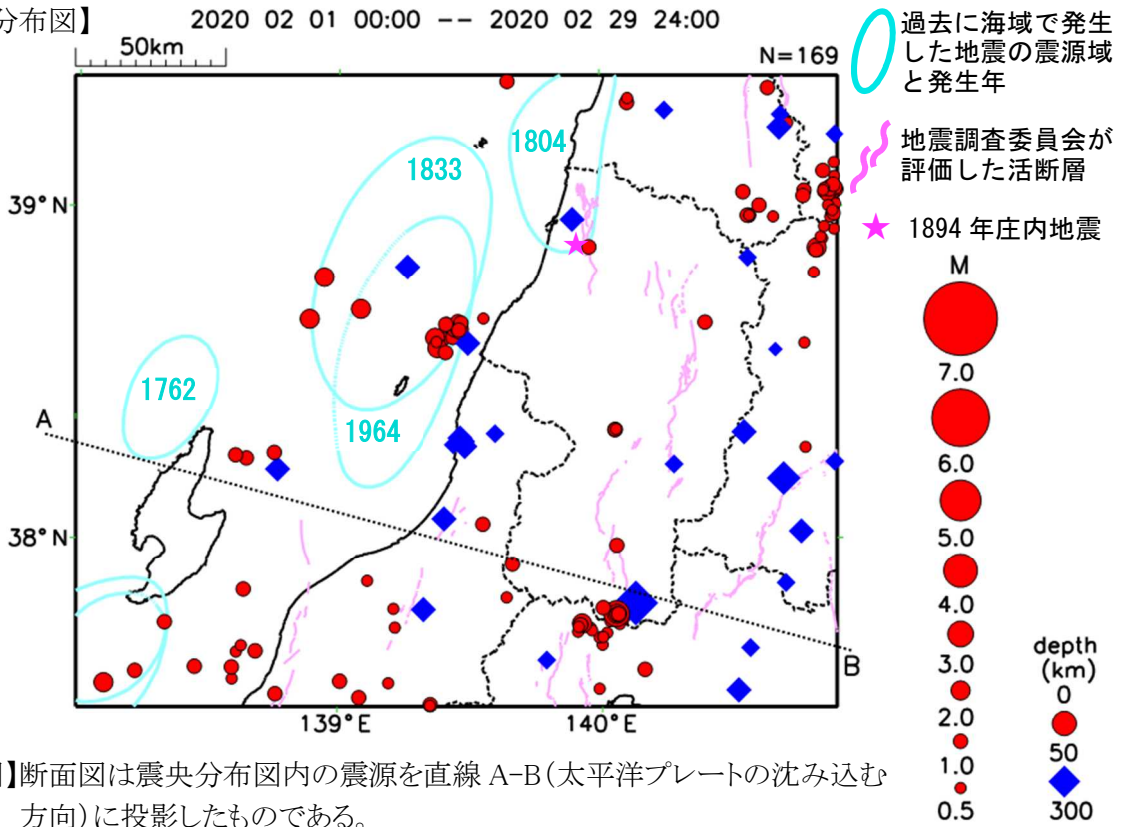 分布図】
2020 02 01 00:00 -- 2020 02 29 24:00
50km
N=169
過去に海域で発生
した地震の震源域
と発生年
地震調査委員会が
評価した活断層
1894 年庄内地震
1804
1833
39°N
1762
1964
A
38°N
B
139°E
140°E
M
7.0
6.0
5.0
4.0
3.0
2.0
1.0
0.5
depth
(km)
0
50
300
】断面図は震央分布図内の震源を直線 A-B(太平洋プレートの沈み込む
方向)に投影したものである。